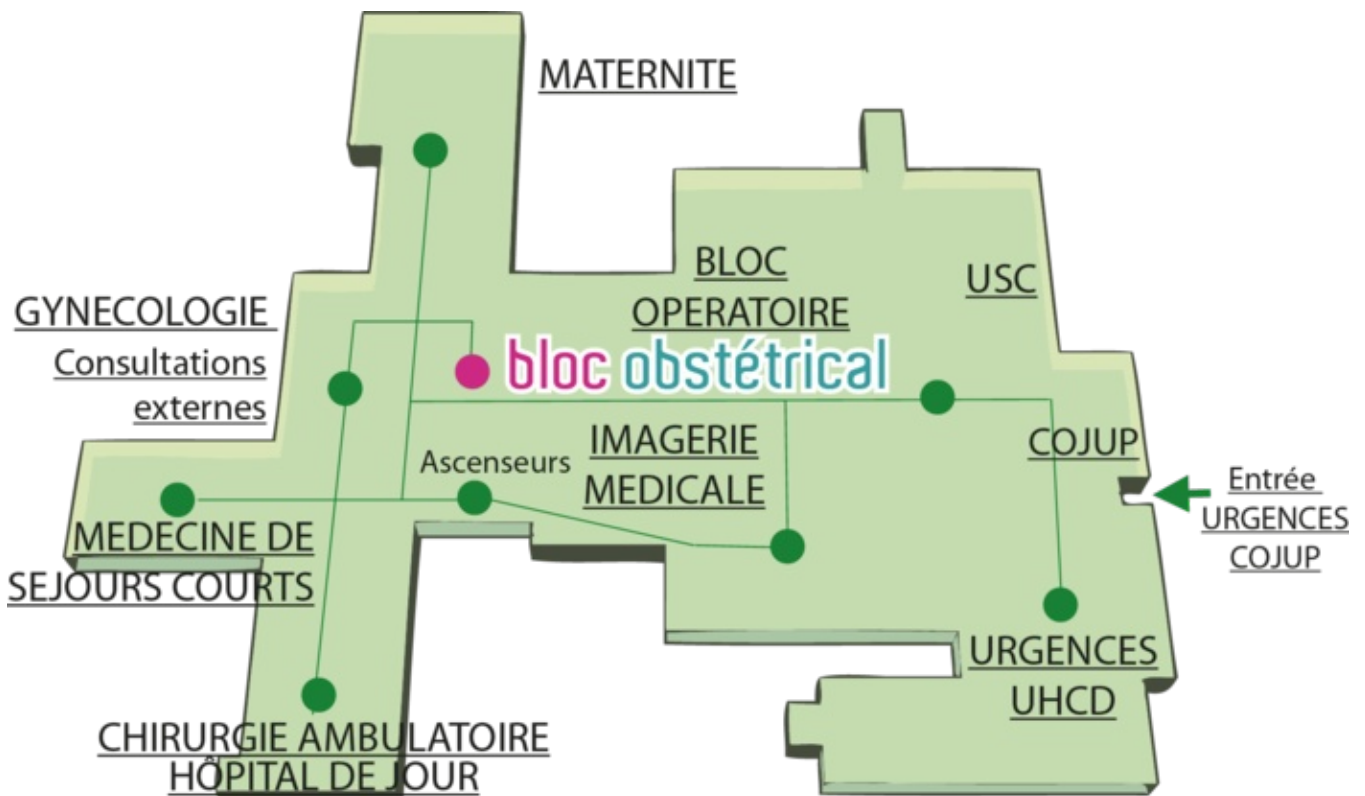 MATERNITE
BLOC
OPERATOIRE
USC
GYNECOLOGIE
Consultations
externes
bloc obstétrical
IMAGERIE
MEDICALE
COJUP
Ascenseurs
Entrée
URGENCES
COJUP
MEDECINE DE
SEJOURS COURTS
URGENCES
UHCD
CHIRURGIE AMBULATOIRE
HÔPITAL DE JOUR